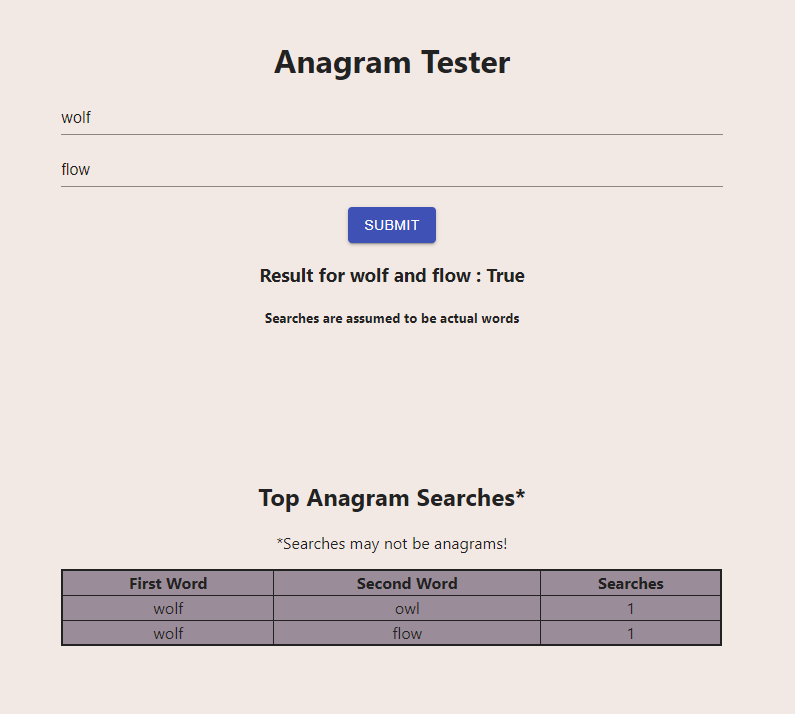 Anagram Tester
wolf
flow
SUBMIT
Result for wolf and flow : True
Searches are assumed to be actual words
Top Anagram Searches*
*Searches may not be anagrams!
First Word Second Word Searches
wolf owl 1
wolf flow 1